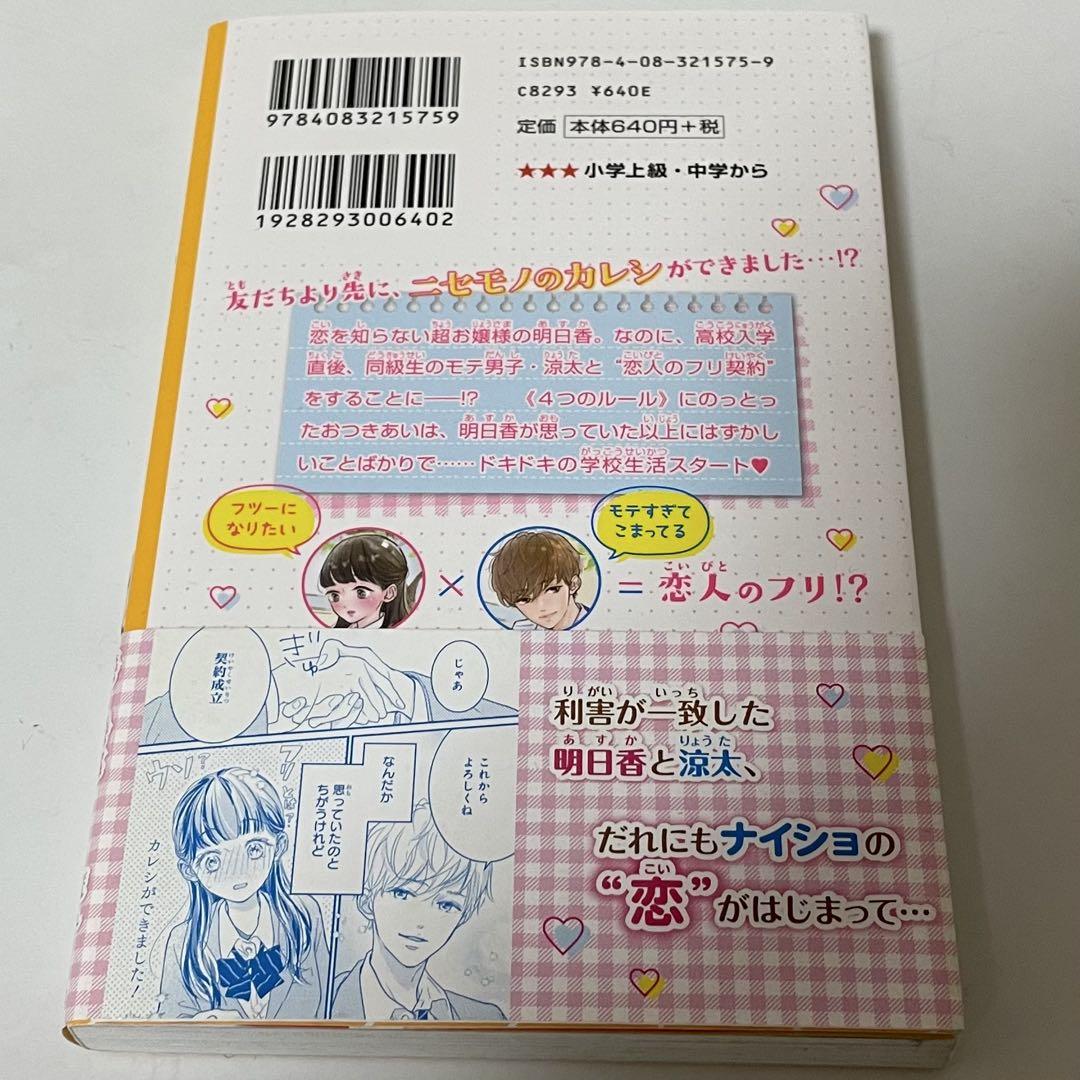 ISBN978-4-08-321575-9
C8293 ¥640E
定価 本体640円+税
★★★ 小学上級・中学から
9784083215759
1928293006402
友だちより先に、ニセモノのカレシができました…!?
恋を知らない超お嬢様の明日香。なのに、高校入学
直後、同級生のモテ男子・涼太と“恋人のフリ契約”
をすることに──!? 《4つのルール》にのっとっ
たおつきあいは、明日香が思っていた以上にはずかし
いことばかりで……ドキドキの学校生活スタート♥
フツーに
なりたい
モテすぎて
こまってる
×
= 恋人のフリ!?
じゃあ
ぎゅ
契約成立
これから
よろしくね
なんだか
思っていたのと
ちがうけれど
フリとは?
ウソ?
カレシができました!
利害が一致した
明日香と涼太、
だれにもナイショの
“恋”がはじまって…